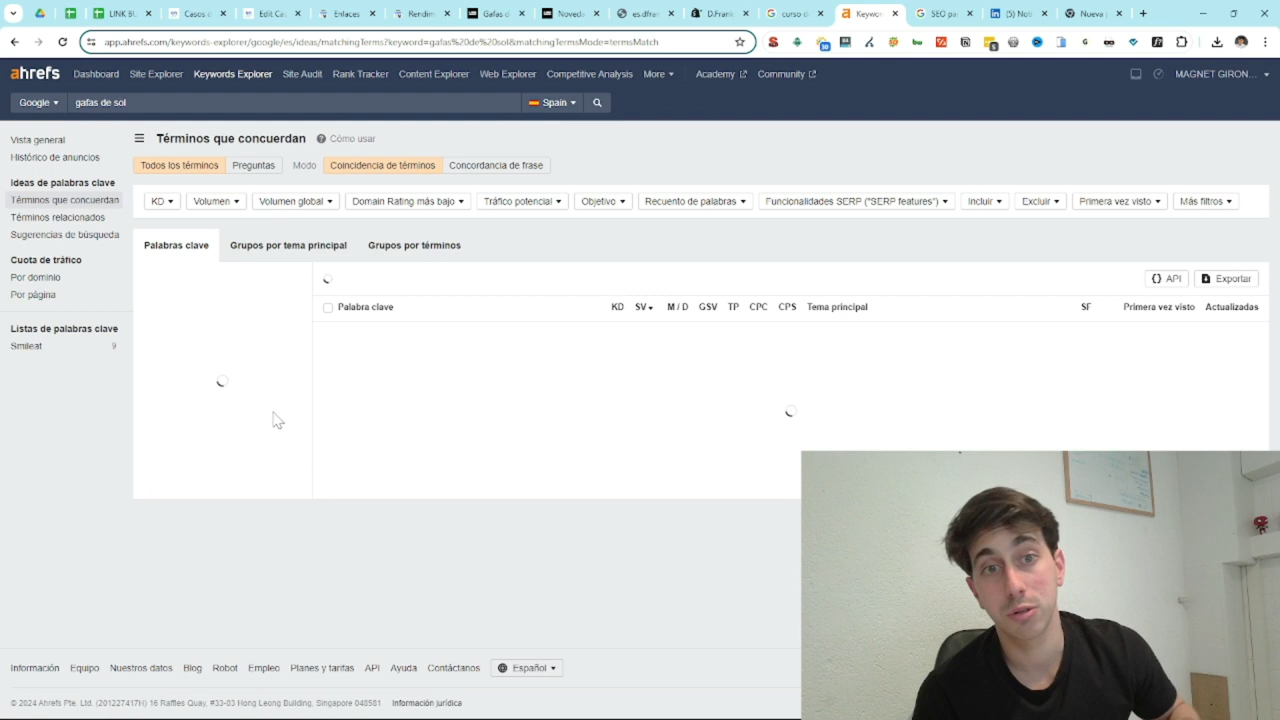 LINK BU
Casos d
Edit Cas
Enlaces
Rendim
Gafas d
Noveda
es.dfran
D.Frank
curso d
Keywor
SEO pa
(5) Noti
Nueva p
app.ahrefs.com/keywords-explorer/google/es/ideas/matchingTerms?keyword=gafas%20de%20sol&matchingTermsMode=termsMatch
ahrefs Dashboard Site Explorer Keywords Explorer Site Audit Rank Tracker Content Explorer Web Explorer Competitive Analysis More Academy Community MAGNET GIRON...
Google gafas de sol Spain
Vista general
Histórico de anuncios
Ideas de palabras clave
Términos que concuerdan
Términos relacionados
Sugerencias de búsqueda
Cuota de tráfico
Por dominio
Por página
Listas de palabras clave
Smileat 9
Términos que concuerdan Cómo usar
Todos los términos Preguntas Modo Coincidencia de términos Concordancia de frase
KD Volumen Volumen global Domain Rating más bajo Tráfico potencial Objetivo Recuento de palabras Funcionalidades SERP ("SERP features") Incluir Excluir Primera vez visto Más filtros
Palabras clave Grupos por tema principal Grupos por términos
API Exportar
Palabra clave KD SV M / D GSV TP CPC CPS Tema principal SF Primera vez visto Actualizadas
Información Equipo Nuestros datos Blog Robot Empleo Planes y tarifas API Ayuda Contáctanos Español
© 2024 Ahrefs Pte. Ltd. (201227417H) 16 Raffles Quay, #33-03 Hong Leong Building, Singapore 048581 Información jurídica